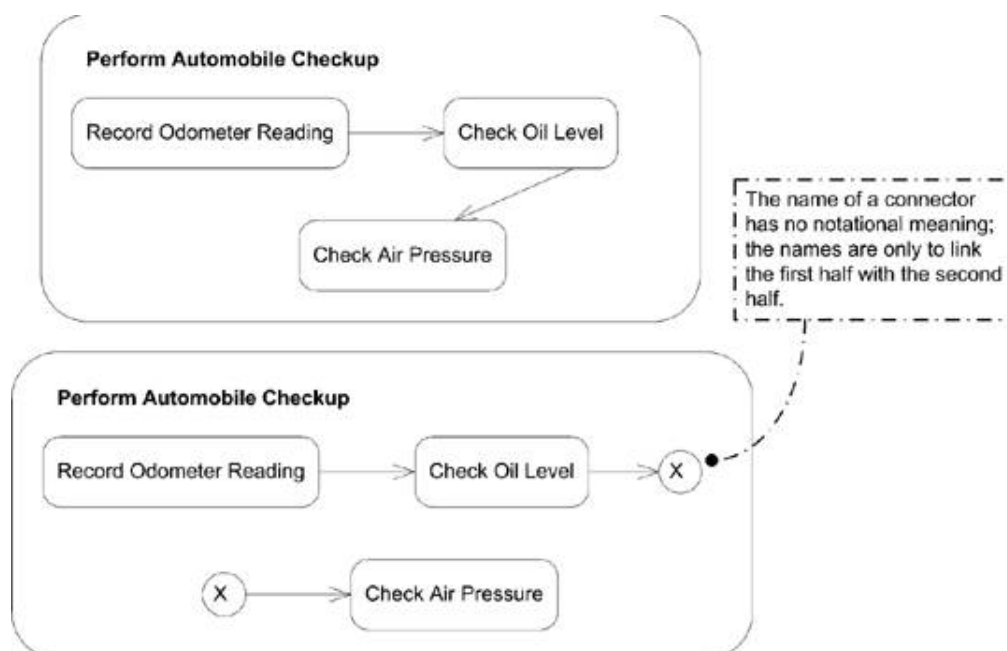 Perform Automobile Checkup
Record Odometer Reading
Check Oil Level
Check Air Pressure
The name of a connector
has no notational meaning;
the names are only to link
the first half with the second
half.
Perform Automobile Checkup
Record Odometer Reading
Check Oil Level
X
X
Check Air Pressure